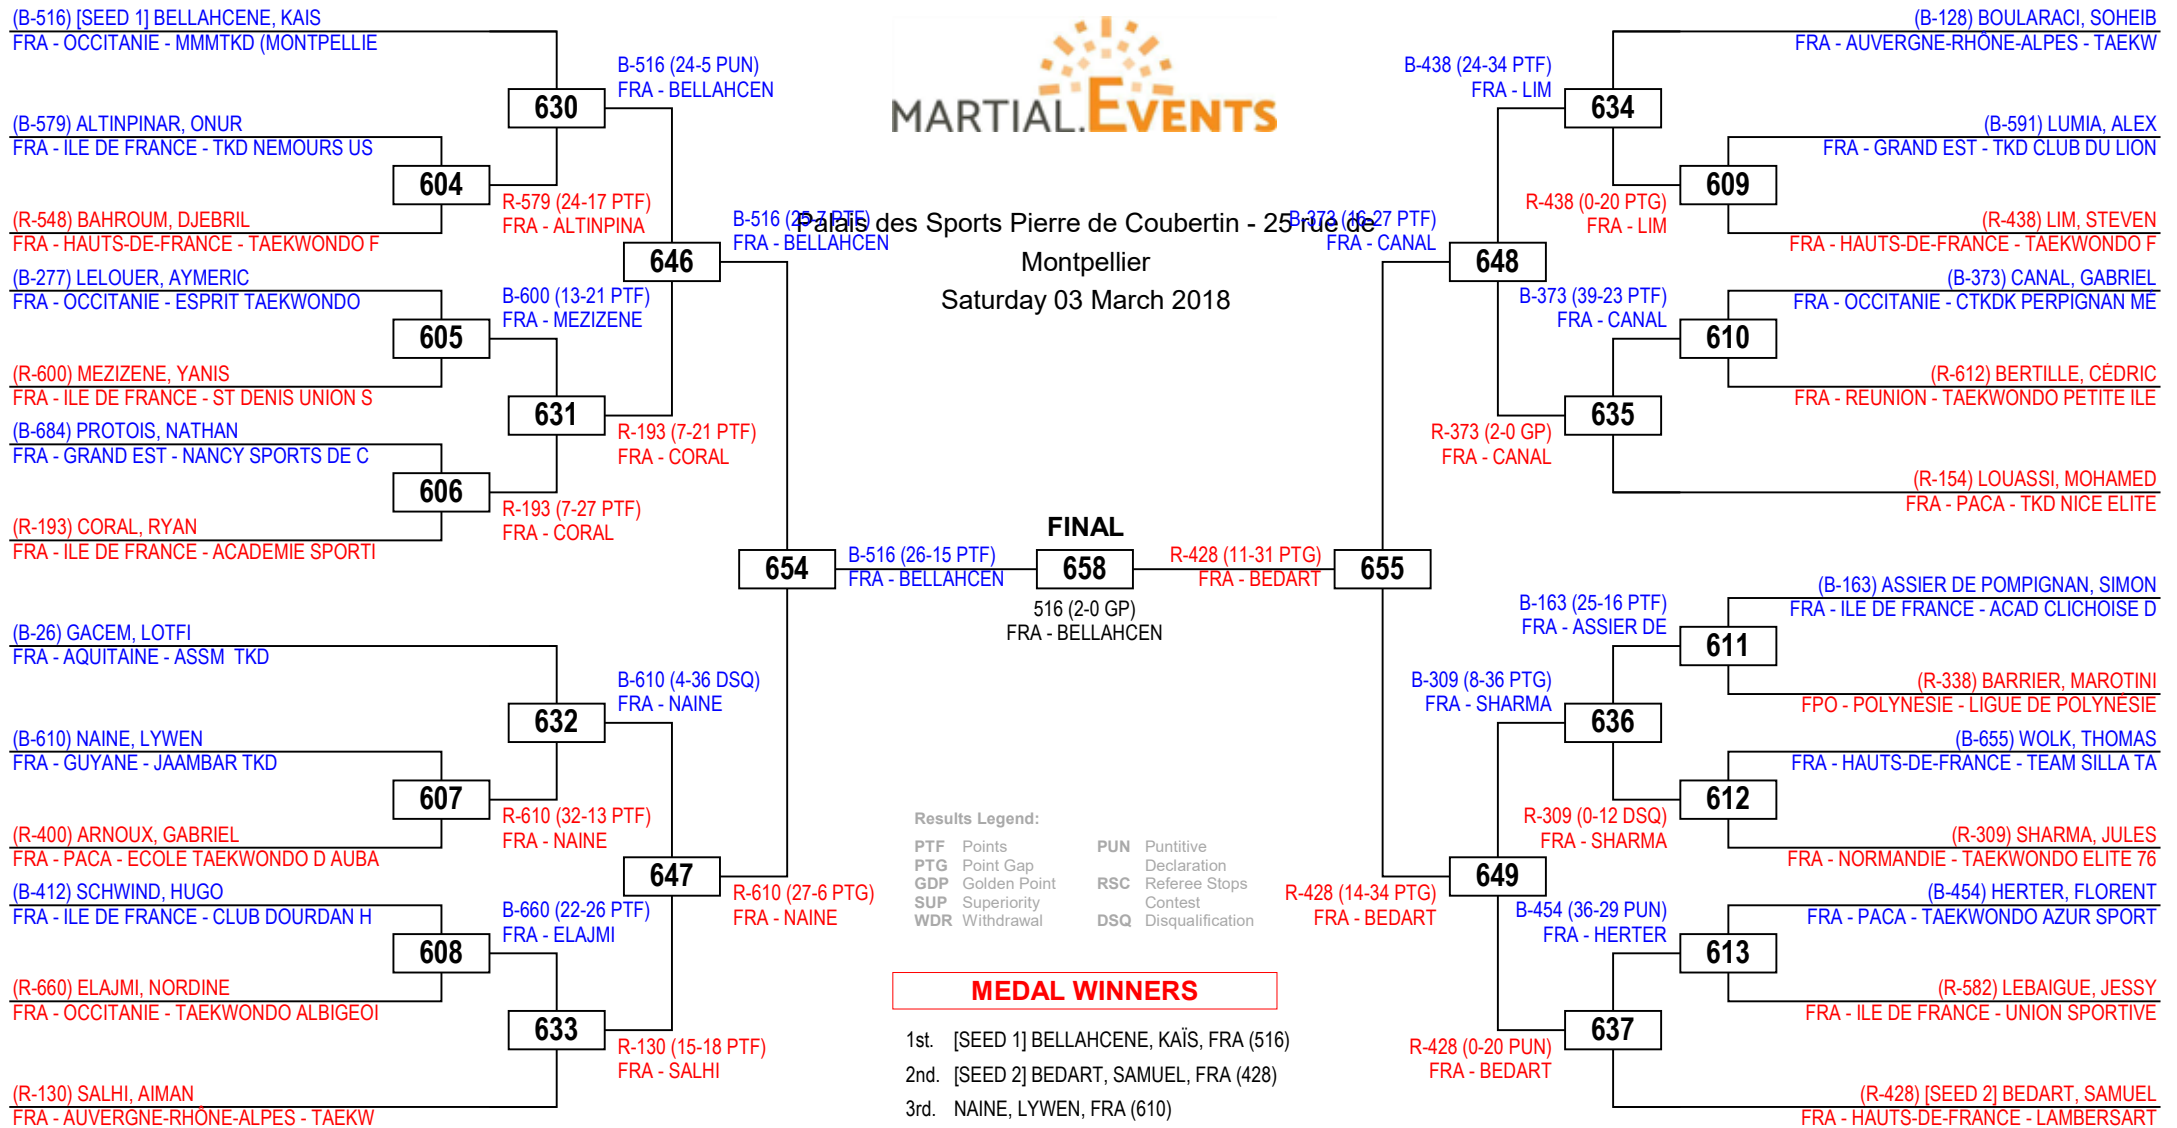 (B-516) [SEED 1] BELLAHCENE, KAIS
FRA - OCCITANIE - MMMTKD (MONTPELLIE
(B-579) ALTINPINAR, ONUR
FRA - ILE DE FRANCE - TKD NEMOURS US
(R-548) BAHROUM, DJEBRIL
FRA - HAUTS-DE-FRANCE - TAEKWONDO F
(B-277) LELOUER, AYMERIC
FRA - OCCITANIE - ESPRIT TAEKWONDO
(R-600) MEZIZENE, YANIS
FRA - ILE DE FRANCE - ST DENIS UNION S
(B-684) PROTOIS, NATHAN
FRA - GRAND EST - NANCY SPORTS DE C
(R-193) CORAL, RYAN
FRA - ILE DE FRANCE - ACADEMIE SPORTI
(B-26) GACEM, LOTFI
FRA - AQUITAINE - ASSM  TKD
(B-610) NAINE, LYWEN
FRA - GUYANE - JAAMBAR TKD
(R-400) ARNOUX, GABRIEL
FRA - PACA - ECOLE TAEKWONDO D AUBA
(B-412) SCHWIND, HUGO
FRA - ILE DE FRANCE - CLUB DOURDAN H
(R-660) ELAJMI, NORDINE
FRA - OCCITANIE - TAEKWONDO ALBIGEOI
(R-130) SALHI, AIMAN
FRA - AUVERGNE-RHÔNE-ALPES - TAEKW
604
605
606
607
608
R-579 (24-17 PTF)
FRA - ALTINPINA
B-600 (13-21 PTF)
FRA - MEZIZENE
R-193 (7-27 PTF)
FRA - CORAL
R-610 (32-13 PTF)
FRA - NAINE
B-660 (22-26 PTF)
FRA - ELAJMI
630
631
632
633
B-516 (24-5 PUN)
FRA - BELLAHCEN
R-193 (7-21 PTF)
FRA - CORAL
B-610 (4-36 DSQ)
FRA - NAINE
R-130 (15-18 PTF)
FRA - SALHI
646
647
B-516 (25-7 PTF)
FRA - BELLAHCEN
R-610 (27-6 PTG)
FRA - NAINE
654
B-516 (26-15 PTF)
FRA - BELLAHCEN
MARTIAL.EVENTS
Palais des Sports Pierre de Coubertin - 25 rue de
Montpellier
Saturday 03 March 2018
FINAL
658
516 (2-0 GP)
FRA - BELLAHCEN
Results Legend:
PTF Points
PTG Point Gap
GDP Golden Point
SUP Superiority
WDR Withdrawal
PUN Puntitive
Declaration
RSC Referee Stops
Contest
DSQ Disqualification
MEDAL WINNERS
1st. [SEED 1] BELLAHCENE, KAÏS, FRA (516)
2nd. [SEED 2] BEDART, SAMUEL, FRA (428)
3rd. NAINE, LYWEN, FRA (610)
R-428 (11-31 PTG)
FRA - BEDART
655
B-373 (16-27 PTF)
FRA - CANAL
R-428 (14-34 PTG)
FRA - BEDART
648
649
B-438 (24-34 PTF)
FRA - LIM
R-373 (2-0 GP)
FRA - CANAL
B-309 (8-36 PTG)
FRA - SHARMA
R-428 (0-20 PUN)
FRA - BEDART
634
635
636
637
R-438 (0-20 PTG)
FRA - LIM
B-373 (39-23 PTF)
FRA - CANAL
B-163 (25-16 PTF)
FRA - ASSIER DE
R-309 (0-12 DSQ)
FRA - SHARMA
B-454 (36-29 PUN)
FRA - HERTER
609
610
611
612
613
(B-128) BOULARACI, SOHEIB
FRA - AUVERGNE-RHÔNE-ALPES - TAEKW
(B-591) LUMIA, ALEX
FRA - GRAND EST - TKD CLUB DU LION
(R-438) LIM, STEVEN
FRA - HAUTS-DE-FRANCE - TAEKWONDO F
(B-373) CANAL, GABRIEL
FRA - OCCITANIE - CTKDK PERPIGNAN MÉ
(R-612) BERTILLE, CÉDRIC
FRA - REUNION - TAEKWONDO PETITE ILE
(R-154) LOUASSI, MOHAMED
FRA - PACA - TKD NICE ELITE
(B-163) ASSIER DE POMPIGNAN, SIMON
FRA - ILE DE FRANCE - ACAD CLICHOISE D
(R-338) BARRIER, MAROTINI
FPO - POLYNESIE - LIGUE DE POLYNÉSIE
(B-655) WOLK, THOMAS
FRA - HAUTS-DE-FRANCE - TEAM SILLA TA
(R-309) SHARMA, JULES
FRA - NORMANDIE - TAEKWONDO ELITE 76
(B-454) HERTER, FLORENT
FRA - PACA - TAEKWONDO AZUR SPORT
(R-582) LEBAIGUE, JESSY
FRA - ILE DE FRANCE - UNION SPORTIVE
(R-428) [SEED 2] BEDART, SAMUEL
FRA - HAUTS-DE-FRANCE - LAMBERSART